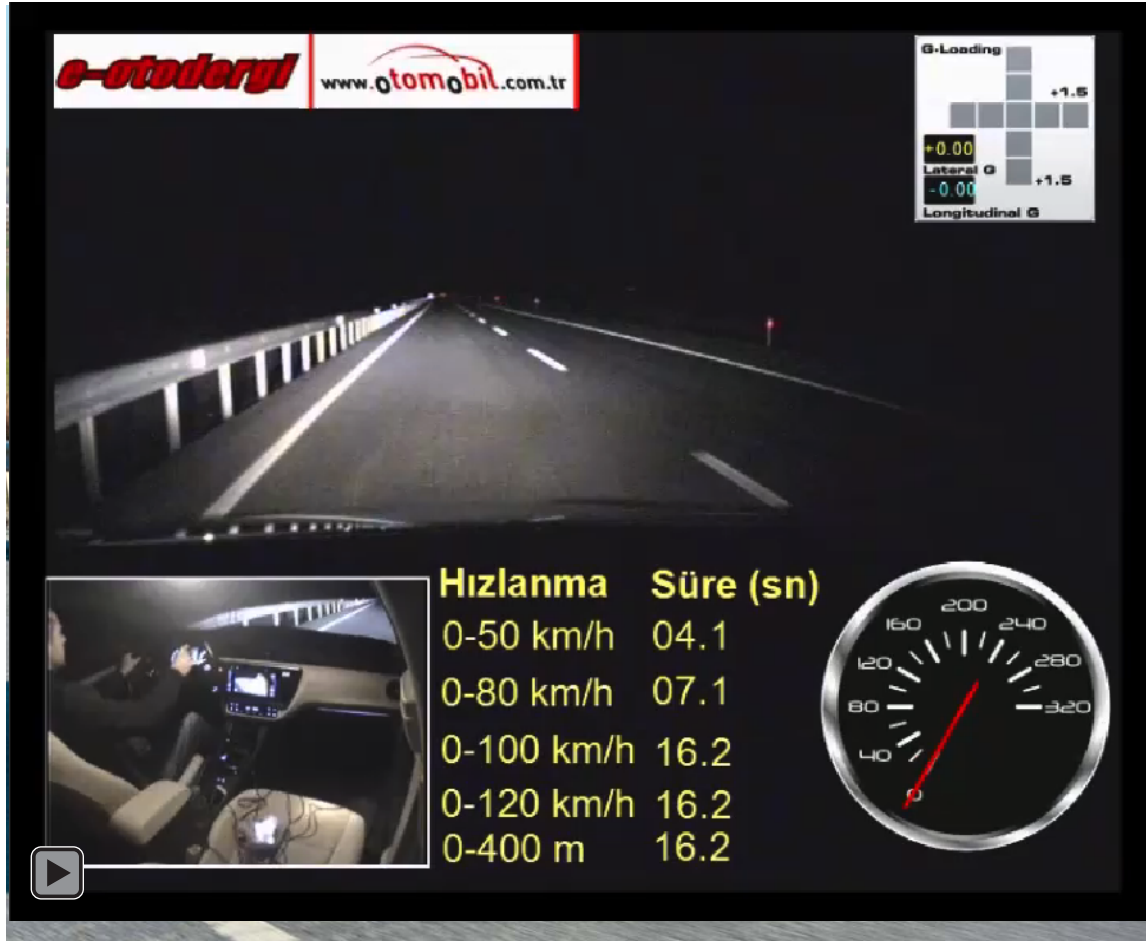 e-otodergi
www.otomobil.com.tr
G-Loading
+1.5
+0.00
Lateral G
-0.00
+1.5
Longitudinal G
Hızlanma Süre (sn)
0-50 km/h 04.1
0-80 km/h 07.1
0-100 km/h 16.2
0-120 km/h 16.2
0-400 m 16.2
200
160 240
120 280
80 320
40
0